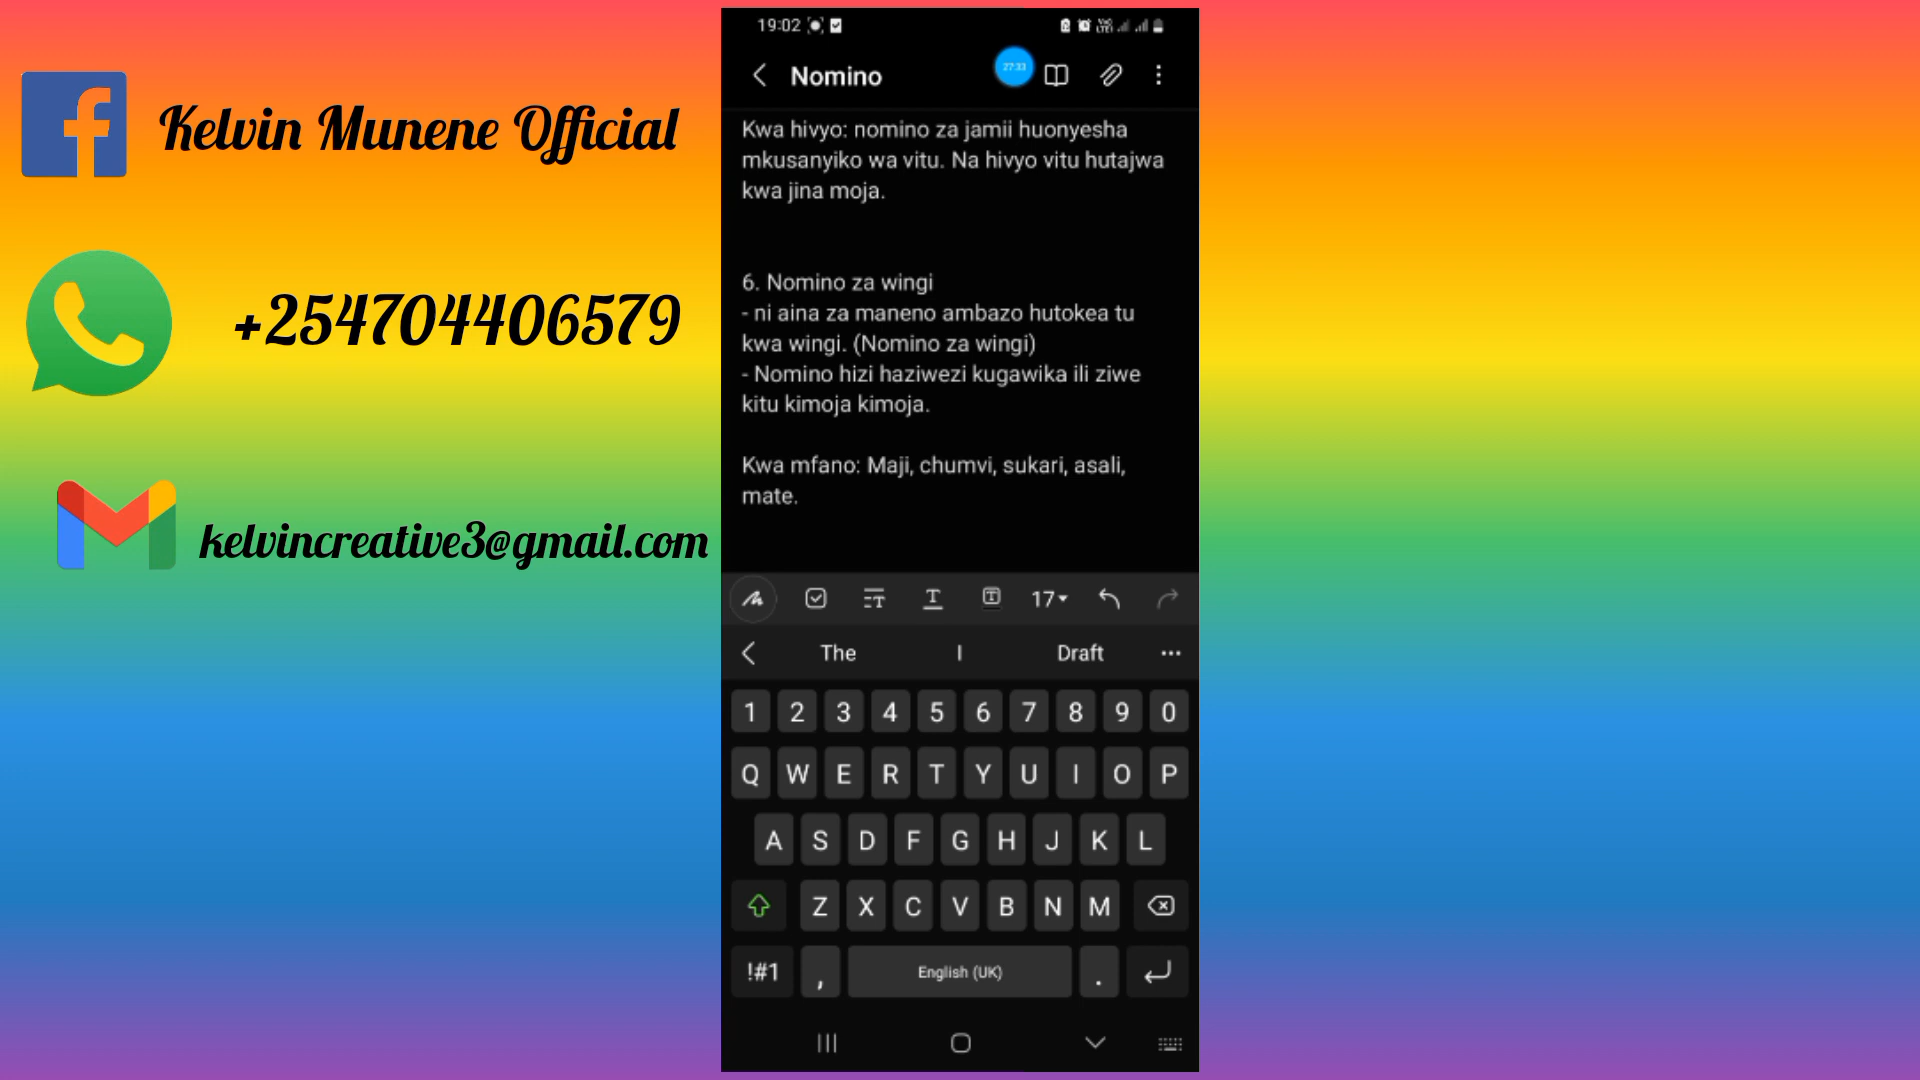 Kelvin Munene Official
+254704406579
kelvincreative3@gmail.com
19:02
Nomino
27:33
Kwa hivyo: nomino za jamii huonyesha
mkusanyiko wa vitu. Na hivyo vitu hutajwa
kwa jina moja.
6. Nomino za wingi
- ni aina za maneno ambazo hutokea tu
kwa wingi. (Nomino za wingi)
- Nomino hizi haziwezi kugawika ili ziwe
kitu kimoja kimoja.
Kwa mfano: Maji, chumvi, sukari, asali,
mate.
17
The I Draft
1 2 3 4 5 6 7 8 9 0
Q W E R T Y U I O P
A S D F G H J K L
Z X C V B N M
!#1 , English (UK) .